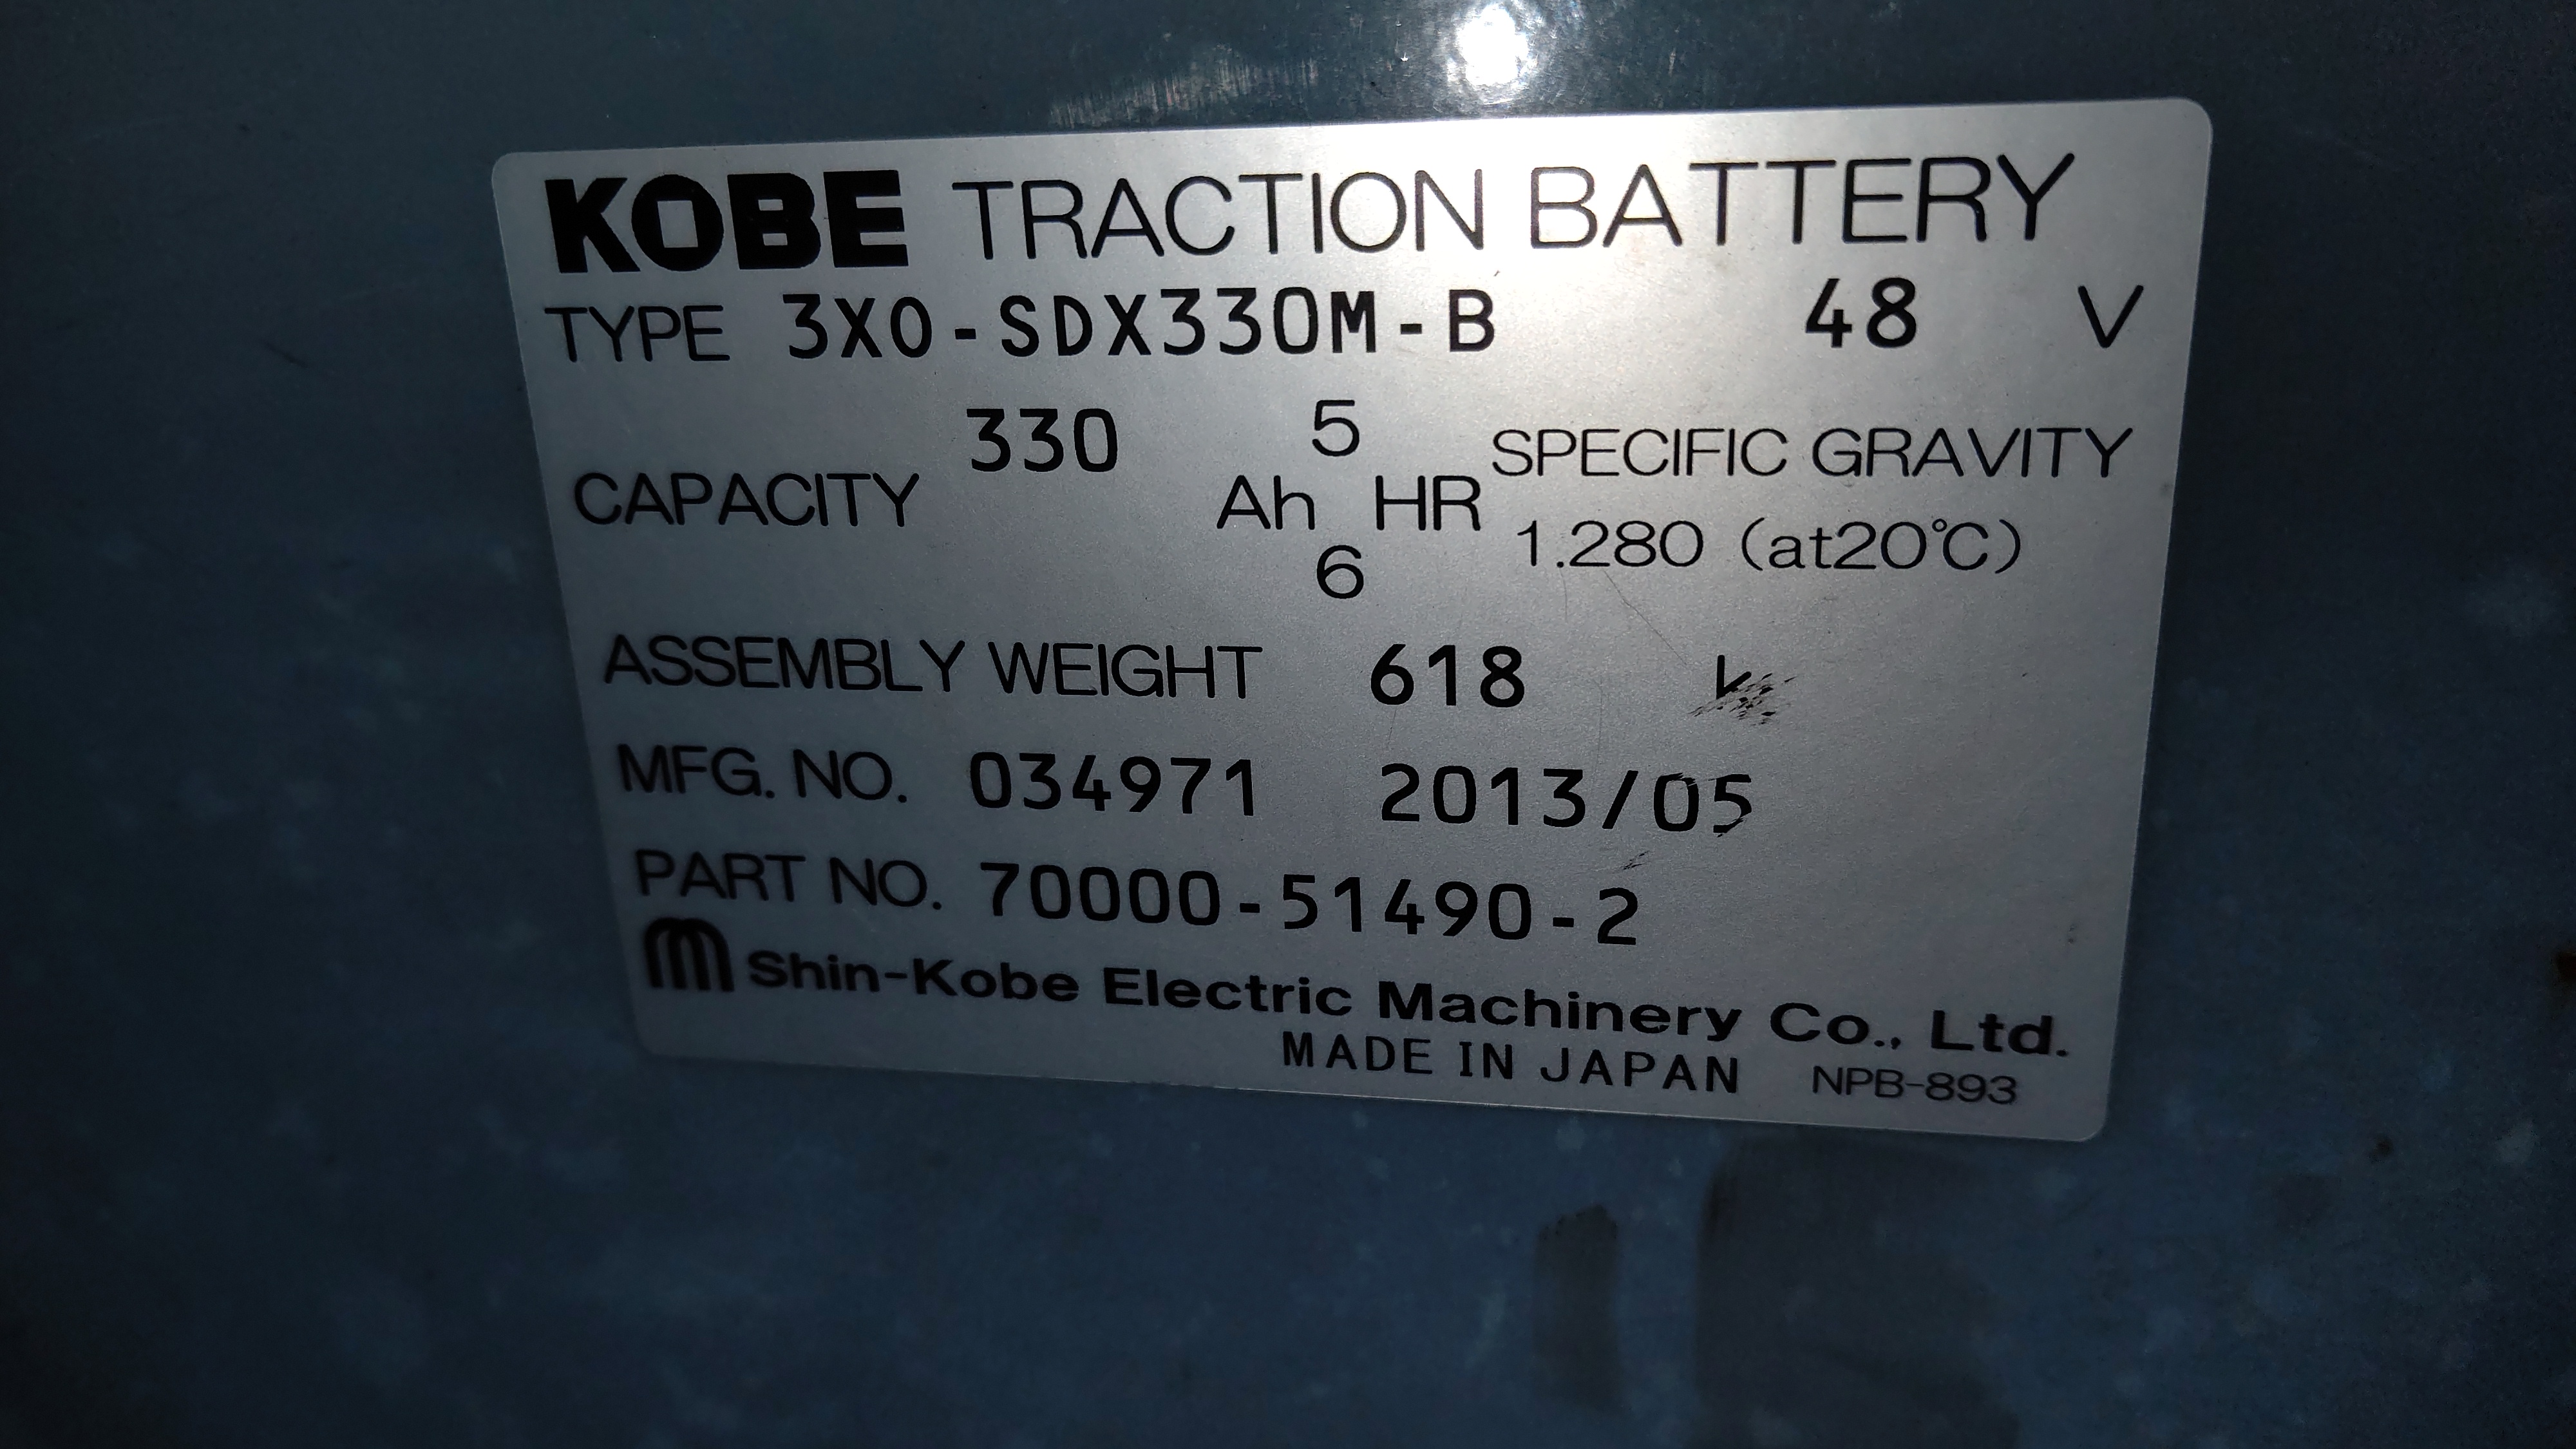 KOBE TRACTION BATTERY
TYPE 3X0-SDX330M-B 48 V
CAPACITY 330 Ah 5 HR
6
SPECIFIC GRAVITY
1.280 (at20℃)
ASSEMBLY WEIGHT 618
MFG. NO. 034971 2013/05
PART NO. 70000-51490-2
Shin-Kobe Electric Machinery Co., Ltd.
MADE IN JAPAN NPB-893